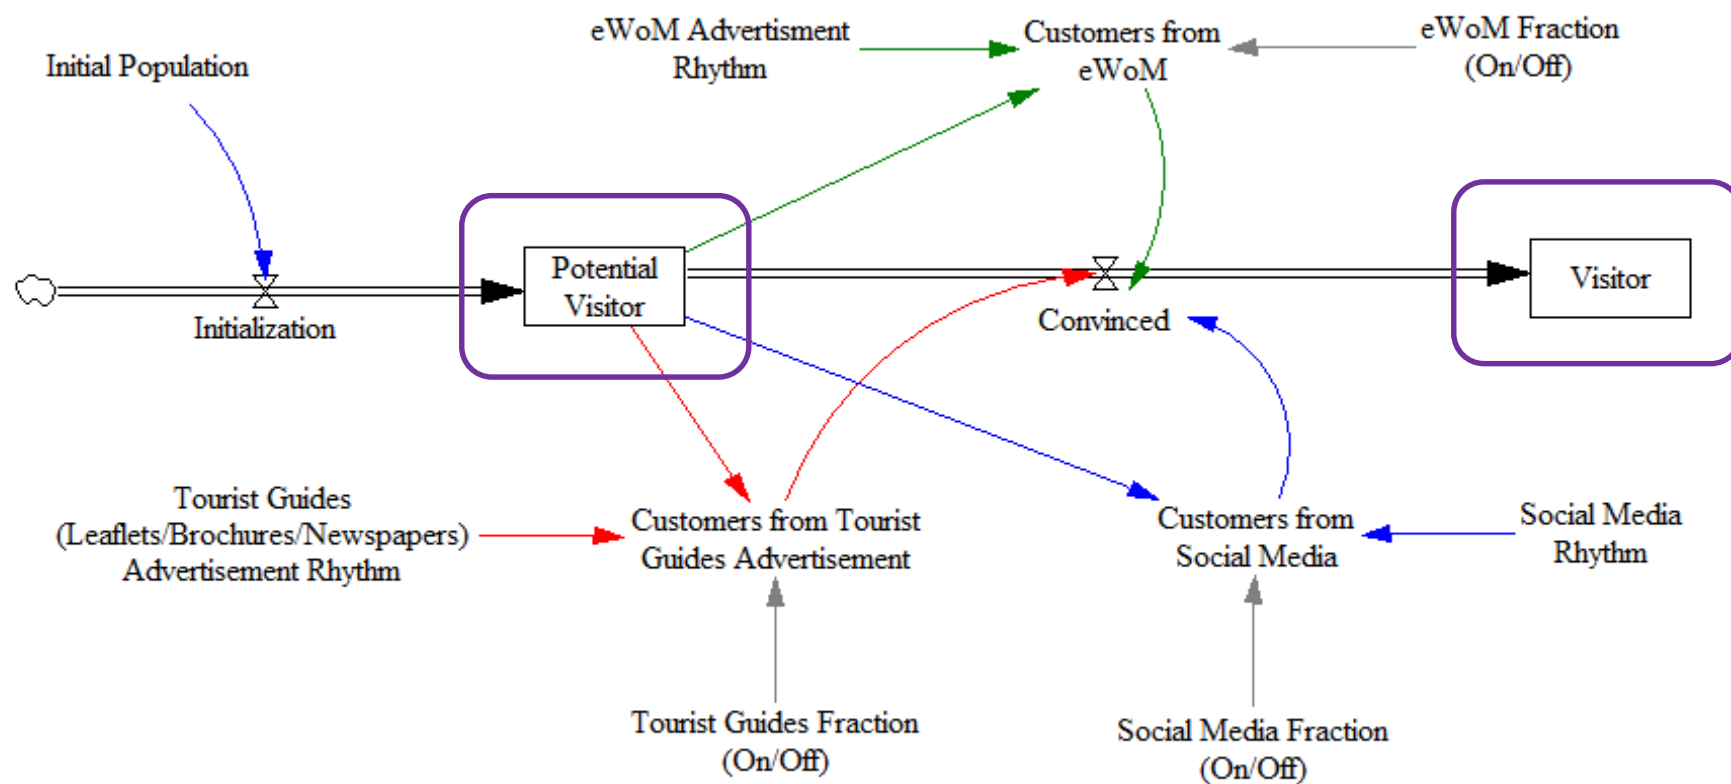 eWoM Advertisment
Rhythm
Customers from
eWoM
eWoM Fraction
(On/Off)
Initial Population
Potential
Visitor
Visitor
Initialization
Convinced
Tourist Guides
(Leaflets/Brochures/Newspapers)
Advertisement Rhythm
Customers from Tourist
Guides Advertisement
Customers from
Social Media
Social Media
Rhythm
Tourist Guides Fraction
(On/Off)
Social Media Fraction
(On/Off)